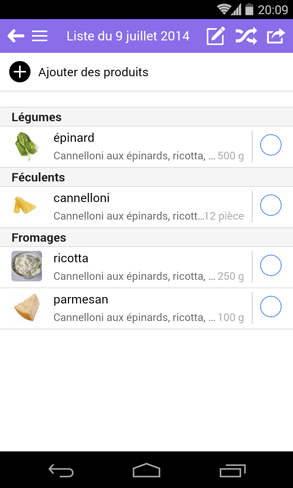 20:09
Liste du 9 juillet 2014
Ajouter des produits
Légumes
épinard
Cannelloni aux épinards, ricotta, ... 500 g
Féculents
cannelloni
Cannelloni aux épinards, ricott... 12 pièce
Fromages
ricotta
Cannelloni aux épinards, ricotta, ... 250 g
parmesan
Cannelloni aux épinards, ricotta, ... 100 g